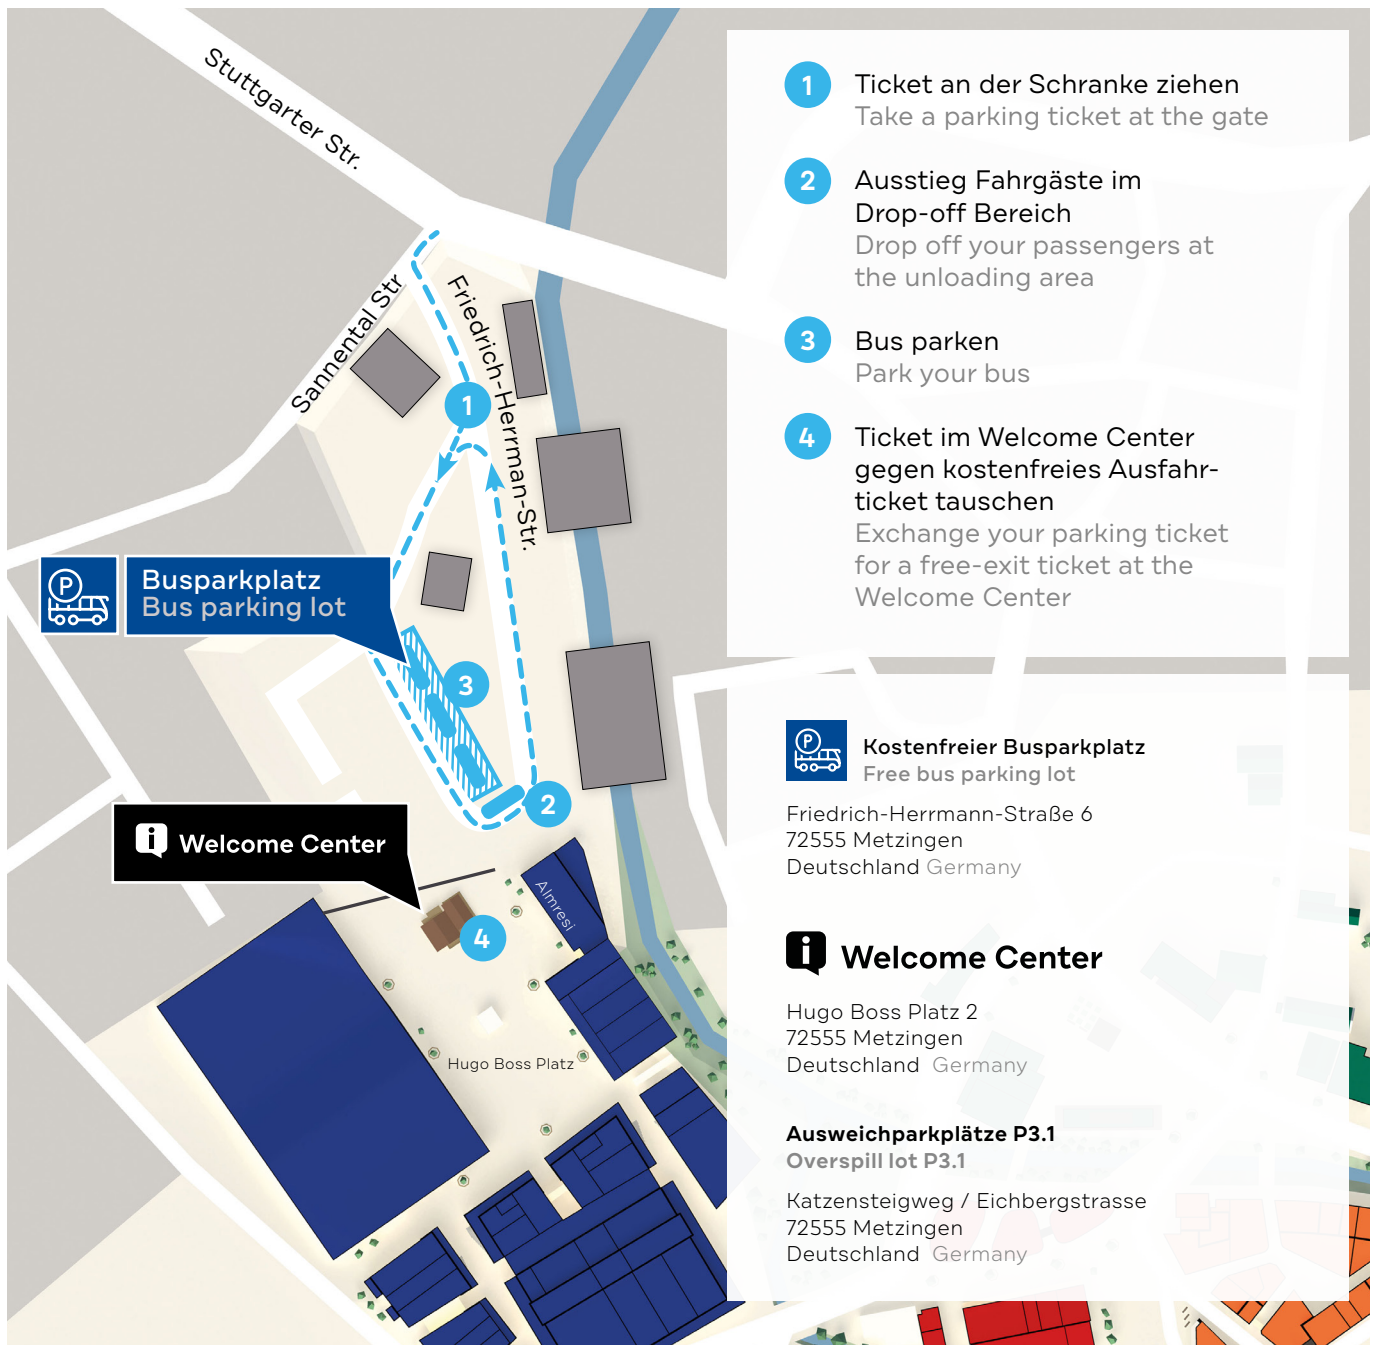 Stuttgarter Str.
Sannental Str
Friedrich-Herrman-Str.
1
P
Busparkplatz
Bus parking lot
3
2
i Welcome Center
4
Almresi
Hugo Boss Platz
1 Ticket an der Schranke ziehen
Take a parking ticket at the gate
2 Ausstieg Fahrgäste im
Drop-off Bereich
Drop off your passengers at
the unloading area
3 Bus parken
Park your bus
4 Ticket im Welcome Center
gegen kostenfreies Ausfahr-
ticket tauschen
Exchange your parking ticket
for a free-exit ticket at the
Welcome Center
P
Kostenfreier Busparkplatz
Free bus parking lot
Friedrich-Herrmann-Straße 6
72555 Metzingen
Deutschland Germany
i Welcome Center
Hugo Boss Platz 2
72555 Metzingen
Deutschland Germany
Ausweichparkplätze P3.1
Overspill lot P3.1
Katzensteigweg / Eichbergstrasse
72555 Metzingen
Deutschland Germany